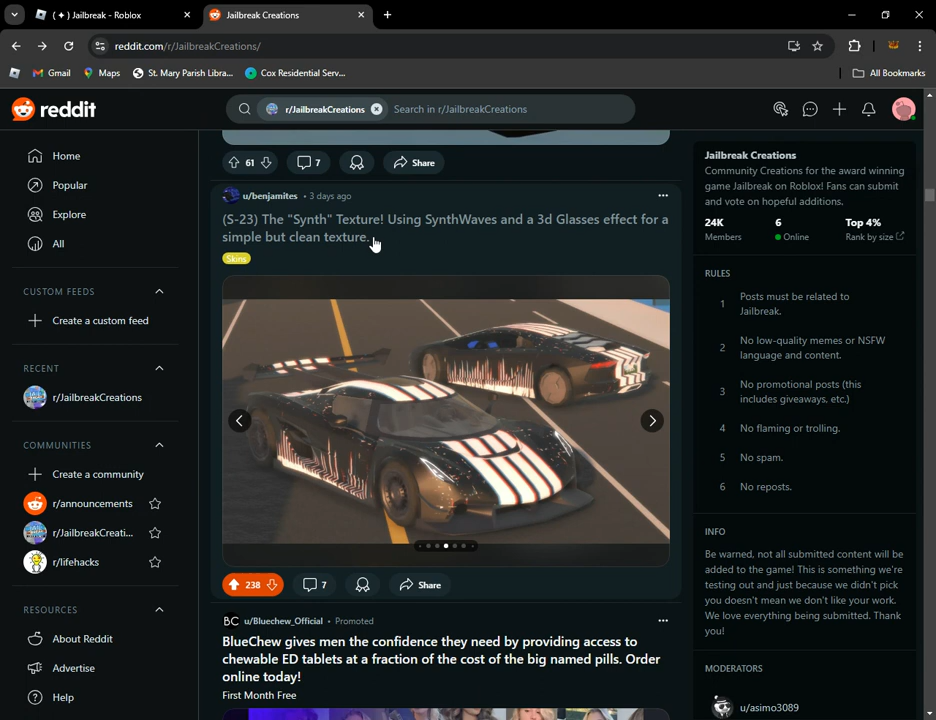 ( ✦ ) Jailbreak - Roblox
Jailbreak Creations
reddit.com/r/JailbreakCreations/
Gmail
Maps
St. Mary Parish Libra...
Cox Residential Serv...
All Bookmarks
reddit
r/JailbreakCreations
Search in r/JailbreakCreations
Home
Popular
Explore
All
CUSTOM FEEDS
Create a custom feed
RECENT
r/JailbreakCreations
COMMUNITIES
Create a community
r/announcements
r/JailbreakCreati...
r/lifehacks
RESOURCES
About Reddit
Advertise
Help
61
7
Share
u/benjamites • 3 days ago
(S-23) The "Synth" Texture! Using SynthWaves and a 3d Glasses effect for a
simple but clean texture.
Skins
238
7
Share
BC u/Bluechew_Official • Promoted
BlueChew gives men the confidence they need by providing access to
chewable ED tablets at a fraction of the cost of the big named pills. Order
online today!
First Month Free
Jailbreak Creations
Community Creations for the award winning
game Jailbreak on Roblox! Fans can submit
and vote on hopeful additions.
24K
6
Top 4%
Members
Online
Rank by size
RULES
1 Posts must be related to
Jailbreak.
2 No low-quality memes or NSFW
language and content.
3 No promotional posts (this
includes giveaways, etc.)
4 No flaming or trolling.
5 No spam.
6 No reposts.
INFO
Be warned, not all submitted content will be
added to the game! This is something we're
testing out and just because we didn't pick
you doesn't mean we don't like your work.
We love everything being submitted. Thank
you!
MODERATORS
u/asimo3089